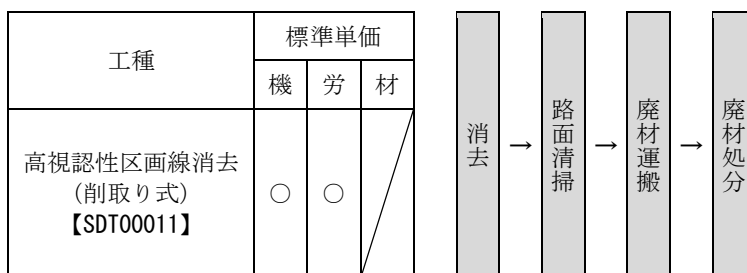 工種
標準単価
機 労 材
高視認性区画線消去
(削取り式)
【SDT00011】
○ ○
消去 → 路面清掃 → 廃材運搬 → 廃材処分